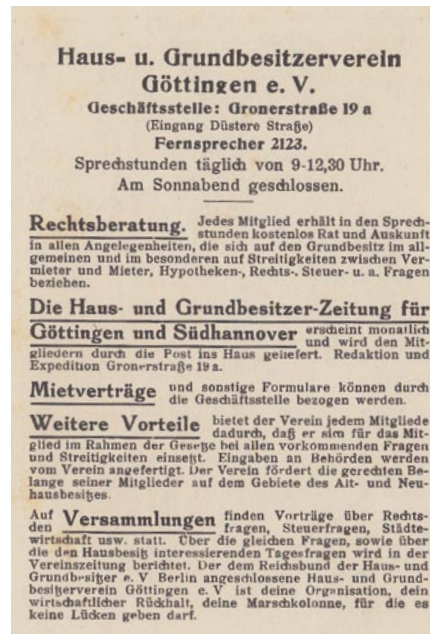 Haus- u. Grundbesitzerverein
Göttingen e. V.
Geschäftsstelle: Gronerstraße 19 a
(Eingang Düstere Straße)
Fernsprecher 2123.
Sprechstunden täglich von 9-12,30 Uhr.
Am Sonnabend geschlossen.
Rechtsberatung. Jedes Mitglied erhält in den Sprech-
stunden kostenlos Rat und Auskunft
in allen Angelegenheiten, die sich auf den Grundbesitz im all-
gemeinen und im besonderen auf Streitigkeiten zwischen Ver-
mieter und Mieter, Hypotheken-, Rechts-. Steuer- u. a. Fragen
beziehen.
Die Haus- und Grundbesitzer-Zeitung für
Göttingen und Südhannover erscheint monatlich
und wird den Mit-
gliedern durch die Post ins Haus geliefert. Redaktion und
Expedition Gronerstraße 19a.
Mietverträge und sonstige Formulare können durch
die Geschäftsstelle bezogen werden.
Weitere Vorteile bietet der Verein jedem Mitgliede
dadurch, daß er sich für das Mit-
glied im Rahmen der Gesetze bei allen vorkommenden Fragen
und Streitigkeiten einsetzt. Eingaben an Behörden werden
vom Verein angefertigt. Der Verein fördert die gerechten Be-
lange seiner Mitglieder auf dem Gebiete des Alt- und Neu-
hausbesitzes.
Auf Versammlungen finden Vorträge über Rechts-
den fragen, Steuerfragen, Städte-
wirtschaft usw. statt. Über die gleichen Fragen, sowie über
die den Hausbesitz interessierenden Tagesfragen wird in der
Vereinszeitung berichtet. Der dem Reichsbund der Haus- und
Grundbesitzer e. V Berlin angeschlossene Haus- und Grund-
besitzerverein Göttingen e. V ist deine Organisation, dein
wirtschaftlicher Rückhalt, deine Marschkolonne, für die es
keine Lücken geben darf.